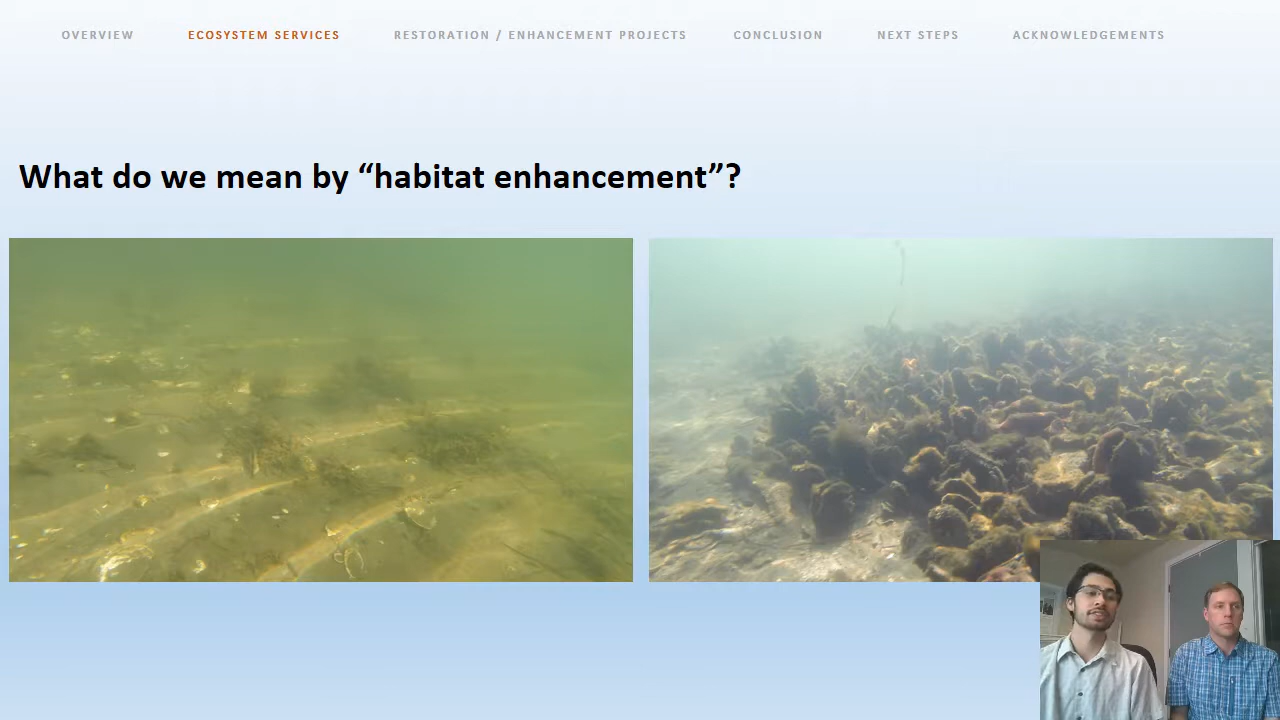 OVERVIEW ECOSYSTEM SERVICES RESTORATION / ENHANCEMENT PROJECTS CONCLUSION NEXT STEPS ACKNOWLEDGEMENTS
What do we mean by “habitat enhancement”?